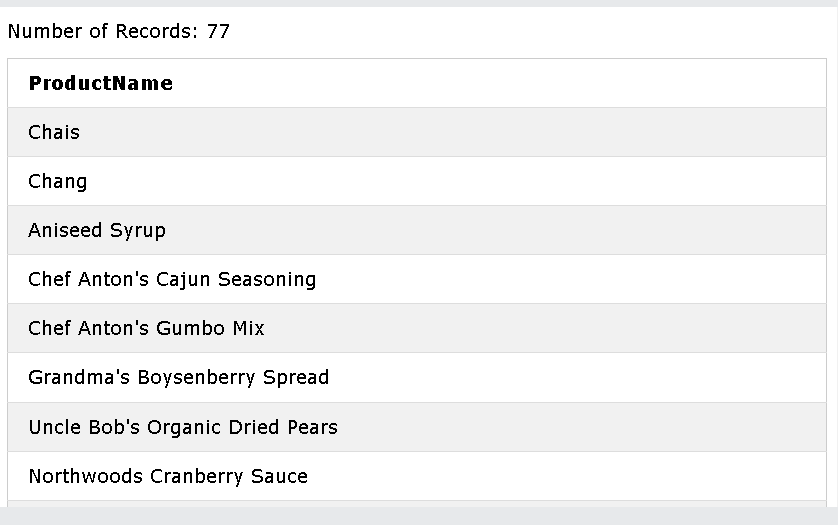 Number of Records: 77
ProductName
Chais
Chang
Aniseed Syrup
Chef Anton's Cajun Seasoning
Chef Anton's Gumbo Mix
Grandma's Boysenberry Spread
Uncle Bob's Organic Dried Pears
Northwoods Cranberry Sauce